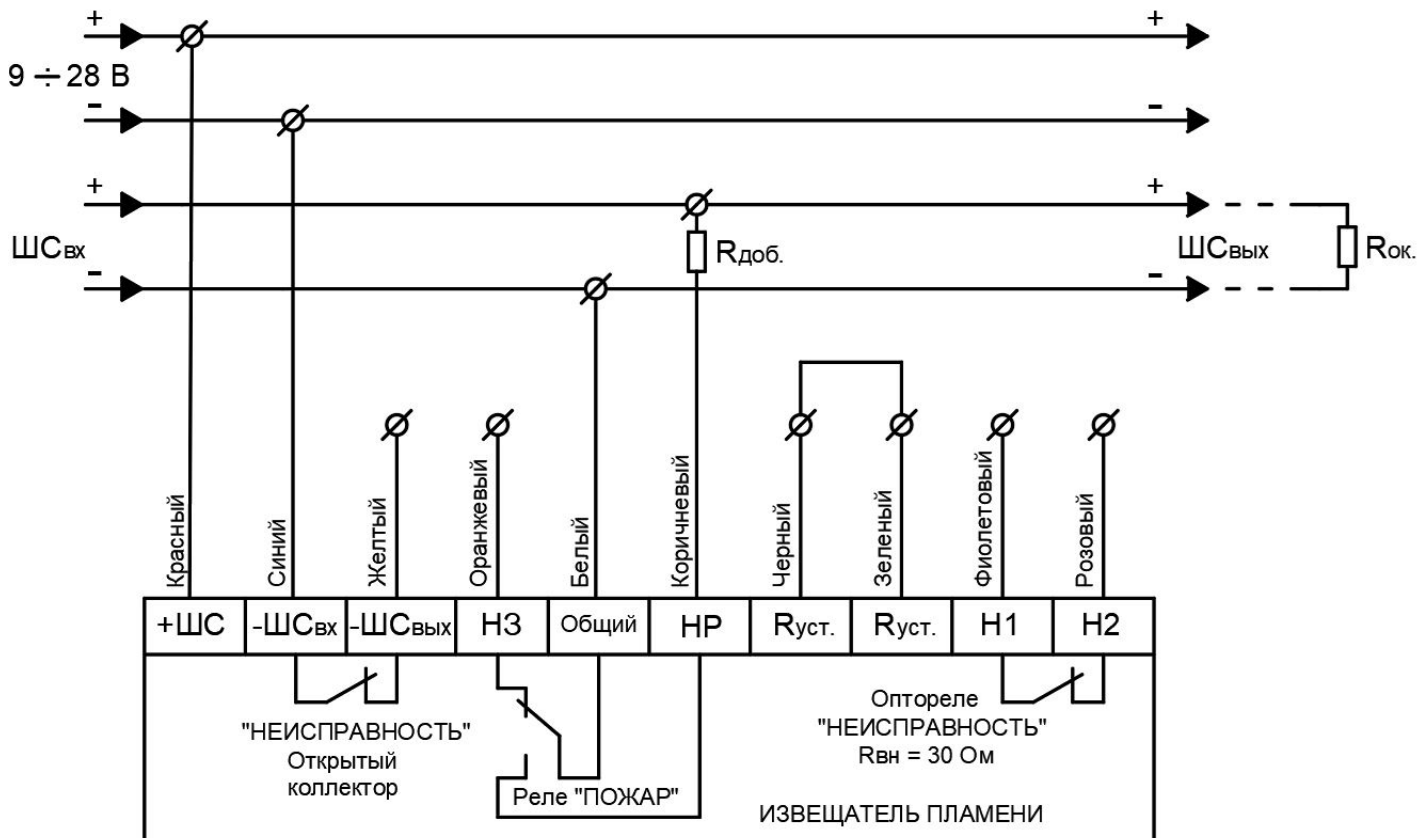 + +
9 ÷ 28 В
- -
+ +
ШСвх Rдоб. ШСвых Rок.
- -
Красный
Синий
Желтый
Оранжевый
Белый
Коричневый
Черный
Зеленый
Фиолетовый
Розовый
+ШС -ШСвх -ШСвых НЗ Общий НР Rуст. Rуст. Н1 Н2
"НЕИСПРАВНОСТЬ"
Открытый
коллектор
Реле "ПОЖАР"
Оптореле
"НЕИСПРАВНОСТЬ"
Rвн = 30 Ом
ИЗВЕЩАТЕЛЬ ПЛАМЕНИ